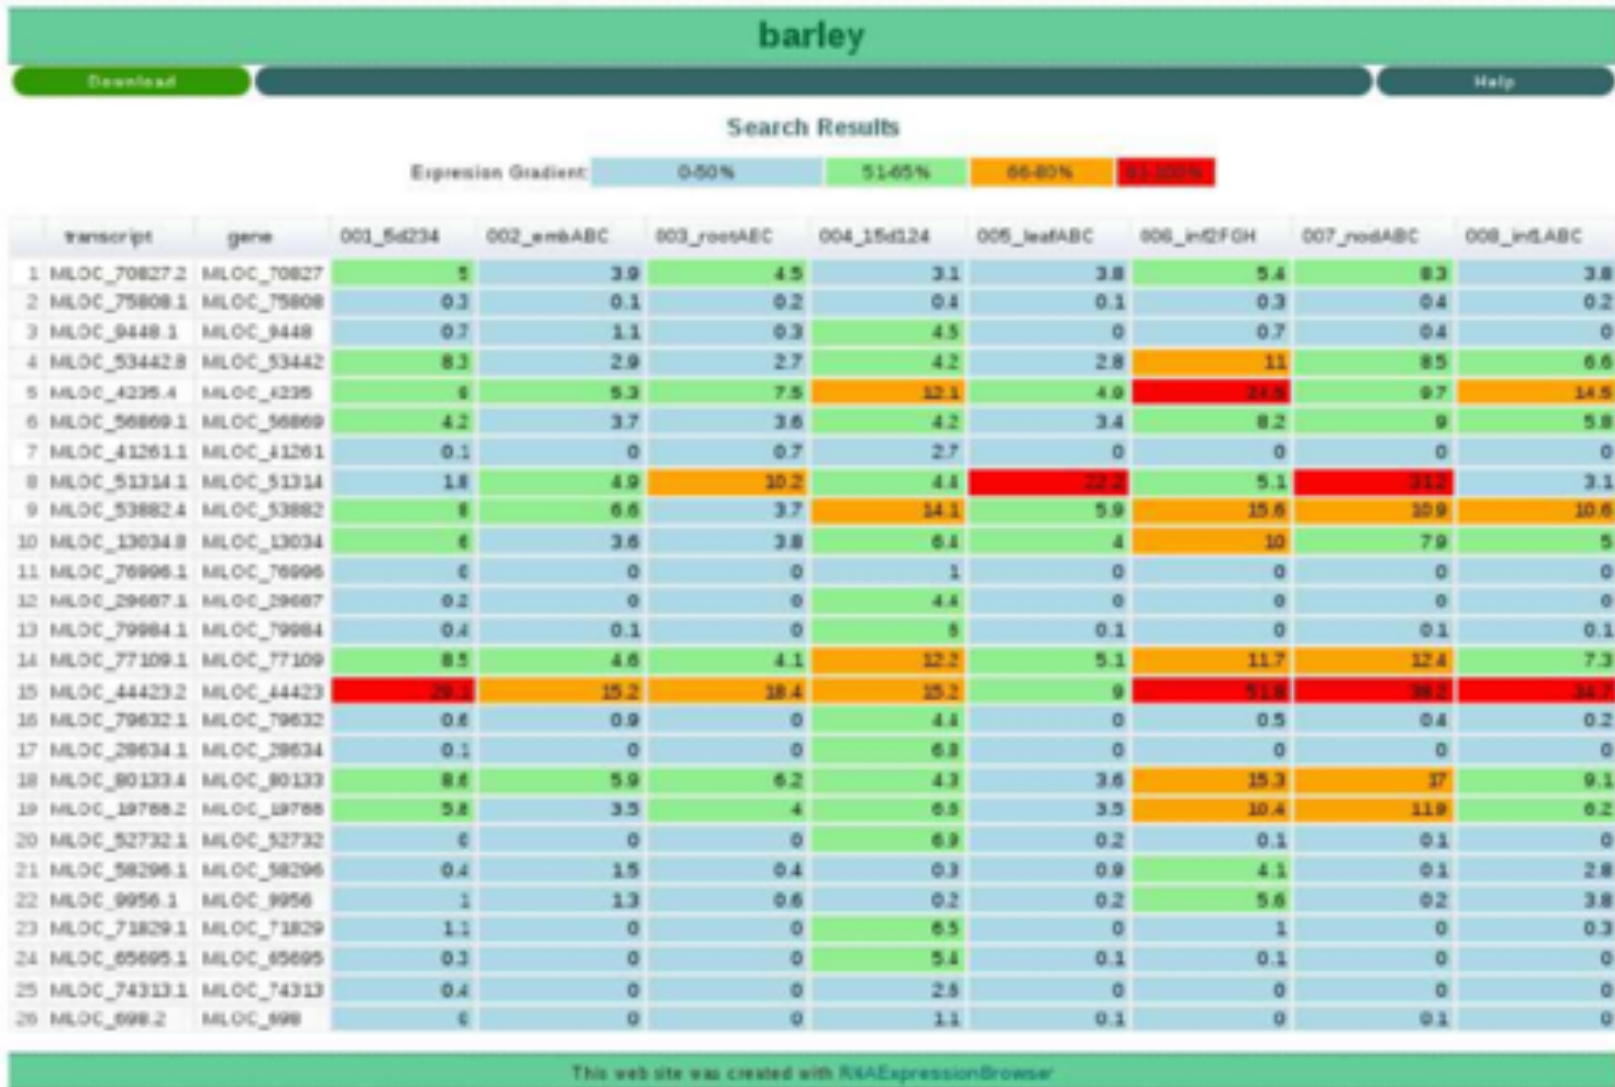 barley
Download Help
Search Results
Expression Gradient: 0-50% 51-65% 66-80% 81-100%
transcript gene 001_5d234 002_embABC 003_rootABC 004_15d124 005_leafABC 006_inf2FGH 007_nodABC 008_inf1ABC
1 MLOC_70827.2 MLOC_70827 5 3.9 4.5 3.1 3.8 5.4 8.3 3.8
2 MLOC_75808.1 MLOC_75808 0.3 0.1 0.2 0.4 0.1 0.3 0.4 0.2
3 MLOC_9448.1 MLOC_9448 0.7 1.1 0.3 4.5 0 0.7 0.4 0
4 MLOC_53442.8 MLOC_53442 8.3 2.9 2.7 4.2 2.8 11 8.5 6.6
5 MLOC_4235.4 MLOC_4235 5.3 7.5 12.1 4.9 9.7 14.5
6 MLOC_56869.1 MLOC_56869 4.2 3.7 3.6 4.2 3.4 8.2 9 5.8
7 MLOC_41261.1 MLOC_41261 0.1 0 0.7 2.7 0 0 0 0
8 MLOC_51314.1 MLOC_51314 1.8 4.9 10.2 4.4 22.2 5.1 31.2 3.1
9 MLOC_53882.4 MLOC_53882 8 6.6 3.7 14.1 5.9 15.6 10.9 10.6
10 MLOC_13034.8 MLOC_13034 6 3.6 3.8 6.4 4 10 7.9 5
11 MLOC_76996.1 MLOC_76996 0 0 0 1 0 0 0 0
12 MLOC_29687.1 MLOC_29687 0.2 0 0 4.4 0 0 0 0
13 MLOC_79984.1 MLOC_79984 0.4 0.1 0 0.1 0 0.1 0.1
14 MLOC_77109.1 MLOC_77109 8.5 4.6 4.1 12.2 5.1 11.7 12.4 7.3
15 MLOC_44423.2 MLOC_44423 15.2 18.4 15.2 9 51.8 38.2 34.7
16 MLOC_79632.1 MLOC_79632 0.6 0.9 0 4.4 0 0.5 0.4 0.2
17 MLOC_28634.1 MLOC_28634 0.1 0 0 6.8 0 0 0 0
18 MLOC_80133.4 MLOC_80133 8.6 5.9 6.2 4.3 3.6 15.3 17 9.1
19 MLOC_19788.2 MLOC_19788 5.8 3.5 4 3.5 10.4 11.9 6.2
20 MLOC_52732.1 MLOC_52732 0 0 0 6.9 0.2 0.1 0.1 0
21 MLOC_58296.1 MLOC_58296 0.4 1.5 0.4 0.3 0.9 4.1 0.1 2.8
22 MLOC_9956.1 MLOC_9956 1 1.3 0.6 0.2 0.2 5.6 0.2 3.8
23 MLOC_71829.1 MLOC_71829 1.1 0 0 6.5 0 1 0 0.3
24 MLOC_65695.1 MLOC_65695 0.3 0 0 5.4 0.1 0.1 0 0
25 MLOC_74313.1 MLOC_74313 0.4 0 0 0 0 0 0
26 MLOC_698.2 MLOC_698 0 0 0 1.1 0.1 0 0.1 0
This web site was created with RNAExpressionBrowser